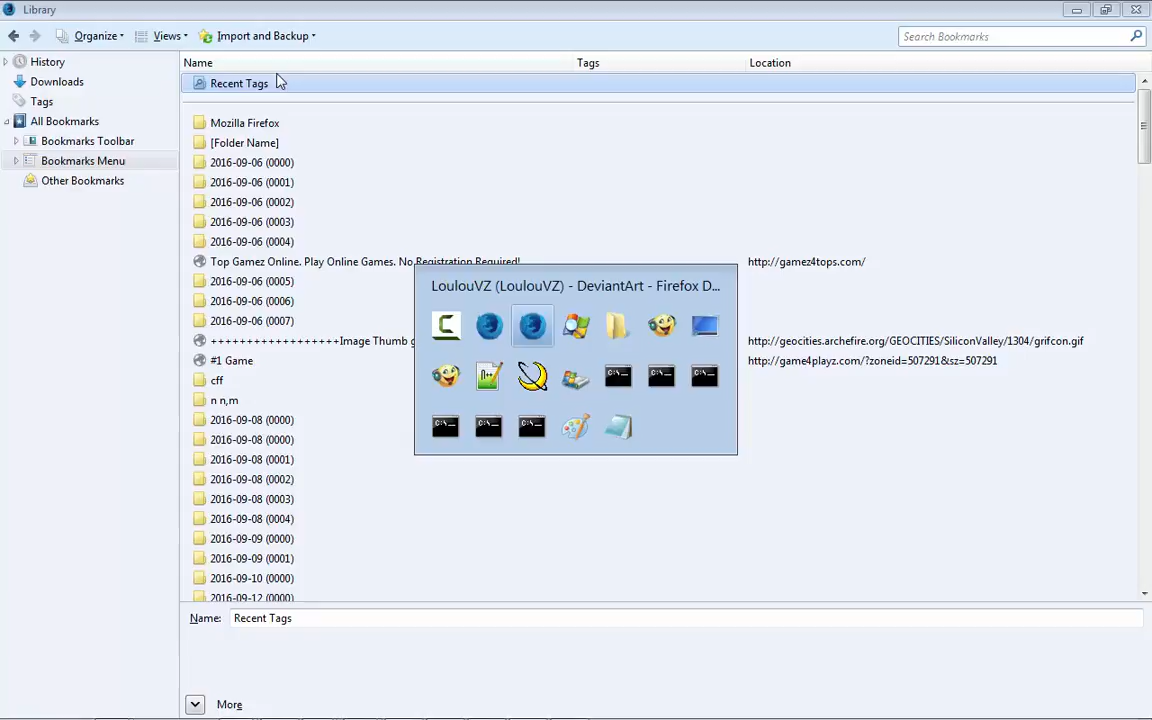 Library
Organize
Views
Import and Backup
Search Bookmarks
History
Downloads
Tags
All Bookmarks
Bookmarks Toolbar
Bookmarks Menu
Other Bookmarks
Name Tags Location
Recent Tags
Mozilla Firefox
[Folder Name]
2016-09-06 (0000)
2016-09-06 (0001)
2016-09-06 (0002)
2016-09-06 (0003)
2016-09-06 (0004)
Top Gamez Online. Play Online Games. No Registration Required! http://gamez4tops.com/
2016-09-06 (0005)
2016-09-06 (0006)
2016-09-06 (0007)
++++++++++++++++++Image Thumb g http://geocities.archefire.org/GEOCITIES/SiliconValley/1304/grifcon.gif
#1 Game http://game4playz.com/?zoneid=507291&sz=507291
cff
n n,m
2016-09-08 (0000)
2016-09-08 (0000)
2016-09-08 (0001)
2016-09-08 (0002)
2016-09-08 (0003)
2016-09-08 (0004)
2016-09-09 (0000)
2016-09-09 (0001)
2016-09-10 (0000)
2016-09-12 (0000)
LoulouVZ (LoulouVZ) - DeviantArt - Firefox D...
C:\_
C:\_
C:\_
C:\_
C:\_
C:\_
Name: Recent Tags
More